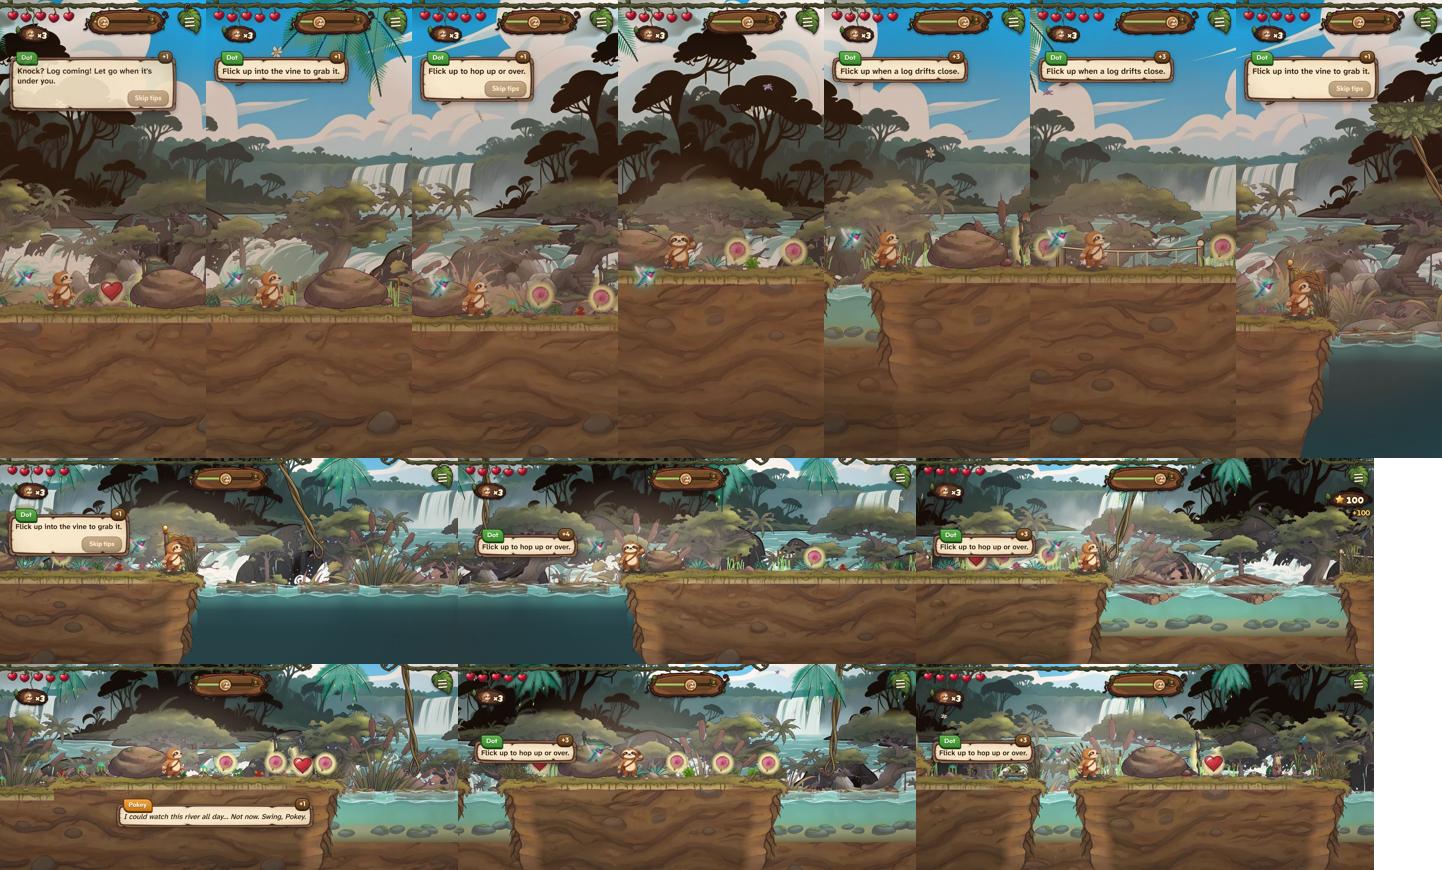 ×3
Dot
+1
Knock? Log coming! Let go when it's
under you.
Skip tips
×3
Dot
+1
Flick up into the vine to grab it.
×3
Dot
+1
Flick up to hop up or over.
Skip tips
×3
×3
Dot
+3
Flick up when a log drifts close.
×3
Dot
+3
Flick up when a log drifts close.
×3
Dot
+1
Flick up into the vine to grab it.
Skip tips
×3
Dot
+1
Flick up into the vine to grab it.
Skip tips
×3
Dot
+4
Flick up to hop up or over.
×3
100
+100
Dot
+3
Flick up to hop up or over.
×3
Pokey
+1
I could watch this river all day... Not now. Swing, Pokey.
×3
Dot
+3
Flick up to hop up or over.
×3
Dot
+3
Flick up to hop up or over.